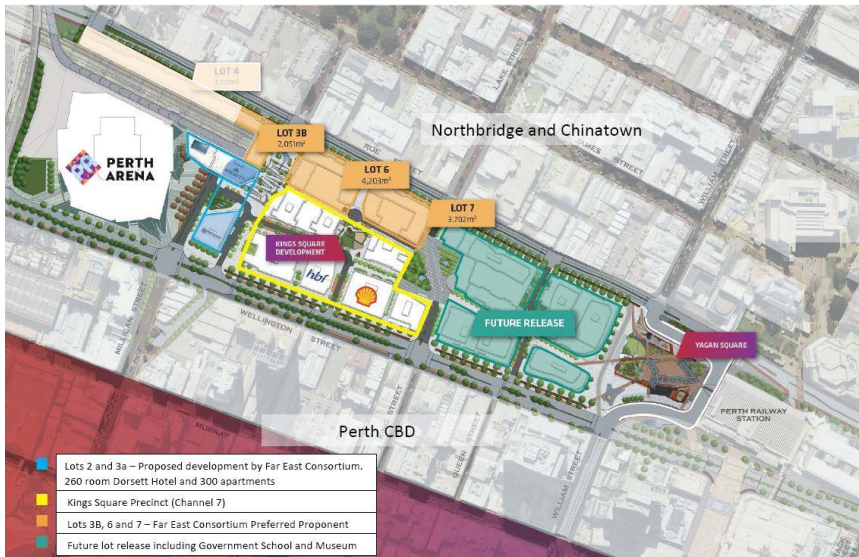 LOT 4
LOT 3B
2,051m²
ROE
LAKE STREET
Northbridge and Chinatown
LOT 6
4,203m²
JAMES STREET
WILLIAM STREET
PERTH
ARENA
LOT 7
3,702m²
KINGS SQUARE
DEVELOPMENT
hbf
FUTURE RELEASE
YAGAN SQUARE
MILLIGAN STREET
WELLINGTON STREET
PERTH RAILWAY
STATION
MURRAY
Perth CBD
QUEEN STREET
WILLIAM STREET
Lots 2 and 3a – Proposed development by Far East Consortium.
260 room Dorsett Hotel and 300 apartments
Kings Square Precinct (Channel 7)
Lots 3B, 6 and 7 – Far East Consortium Preferred Proponent
Future lot release including Government School and Museum